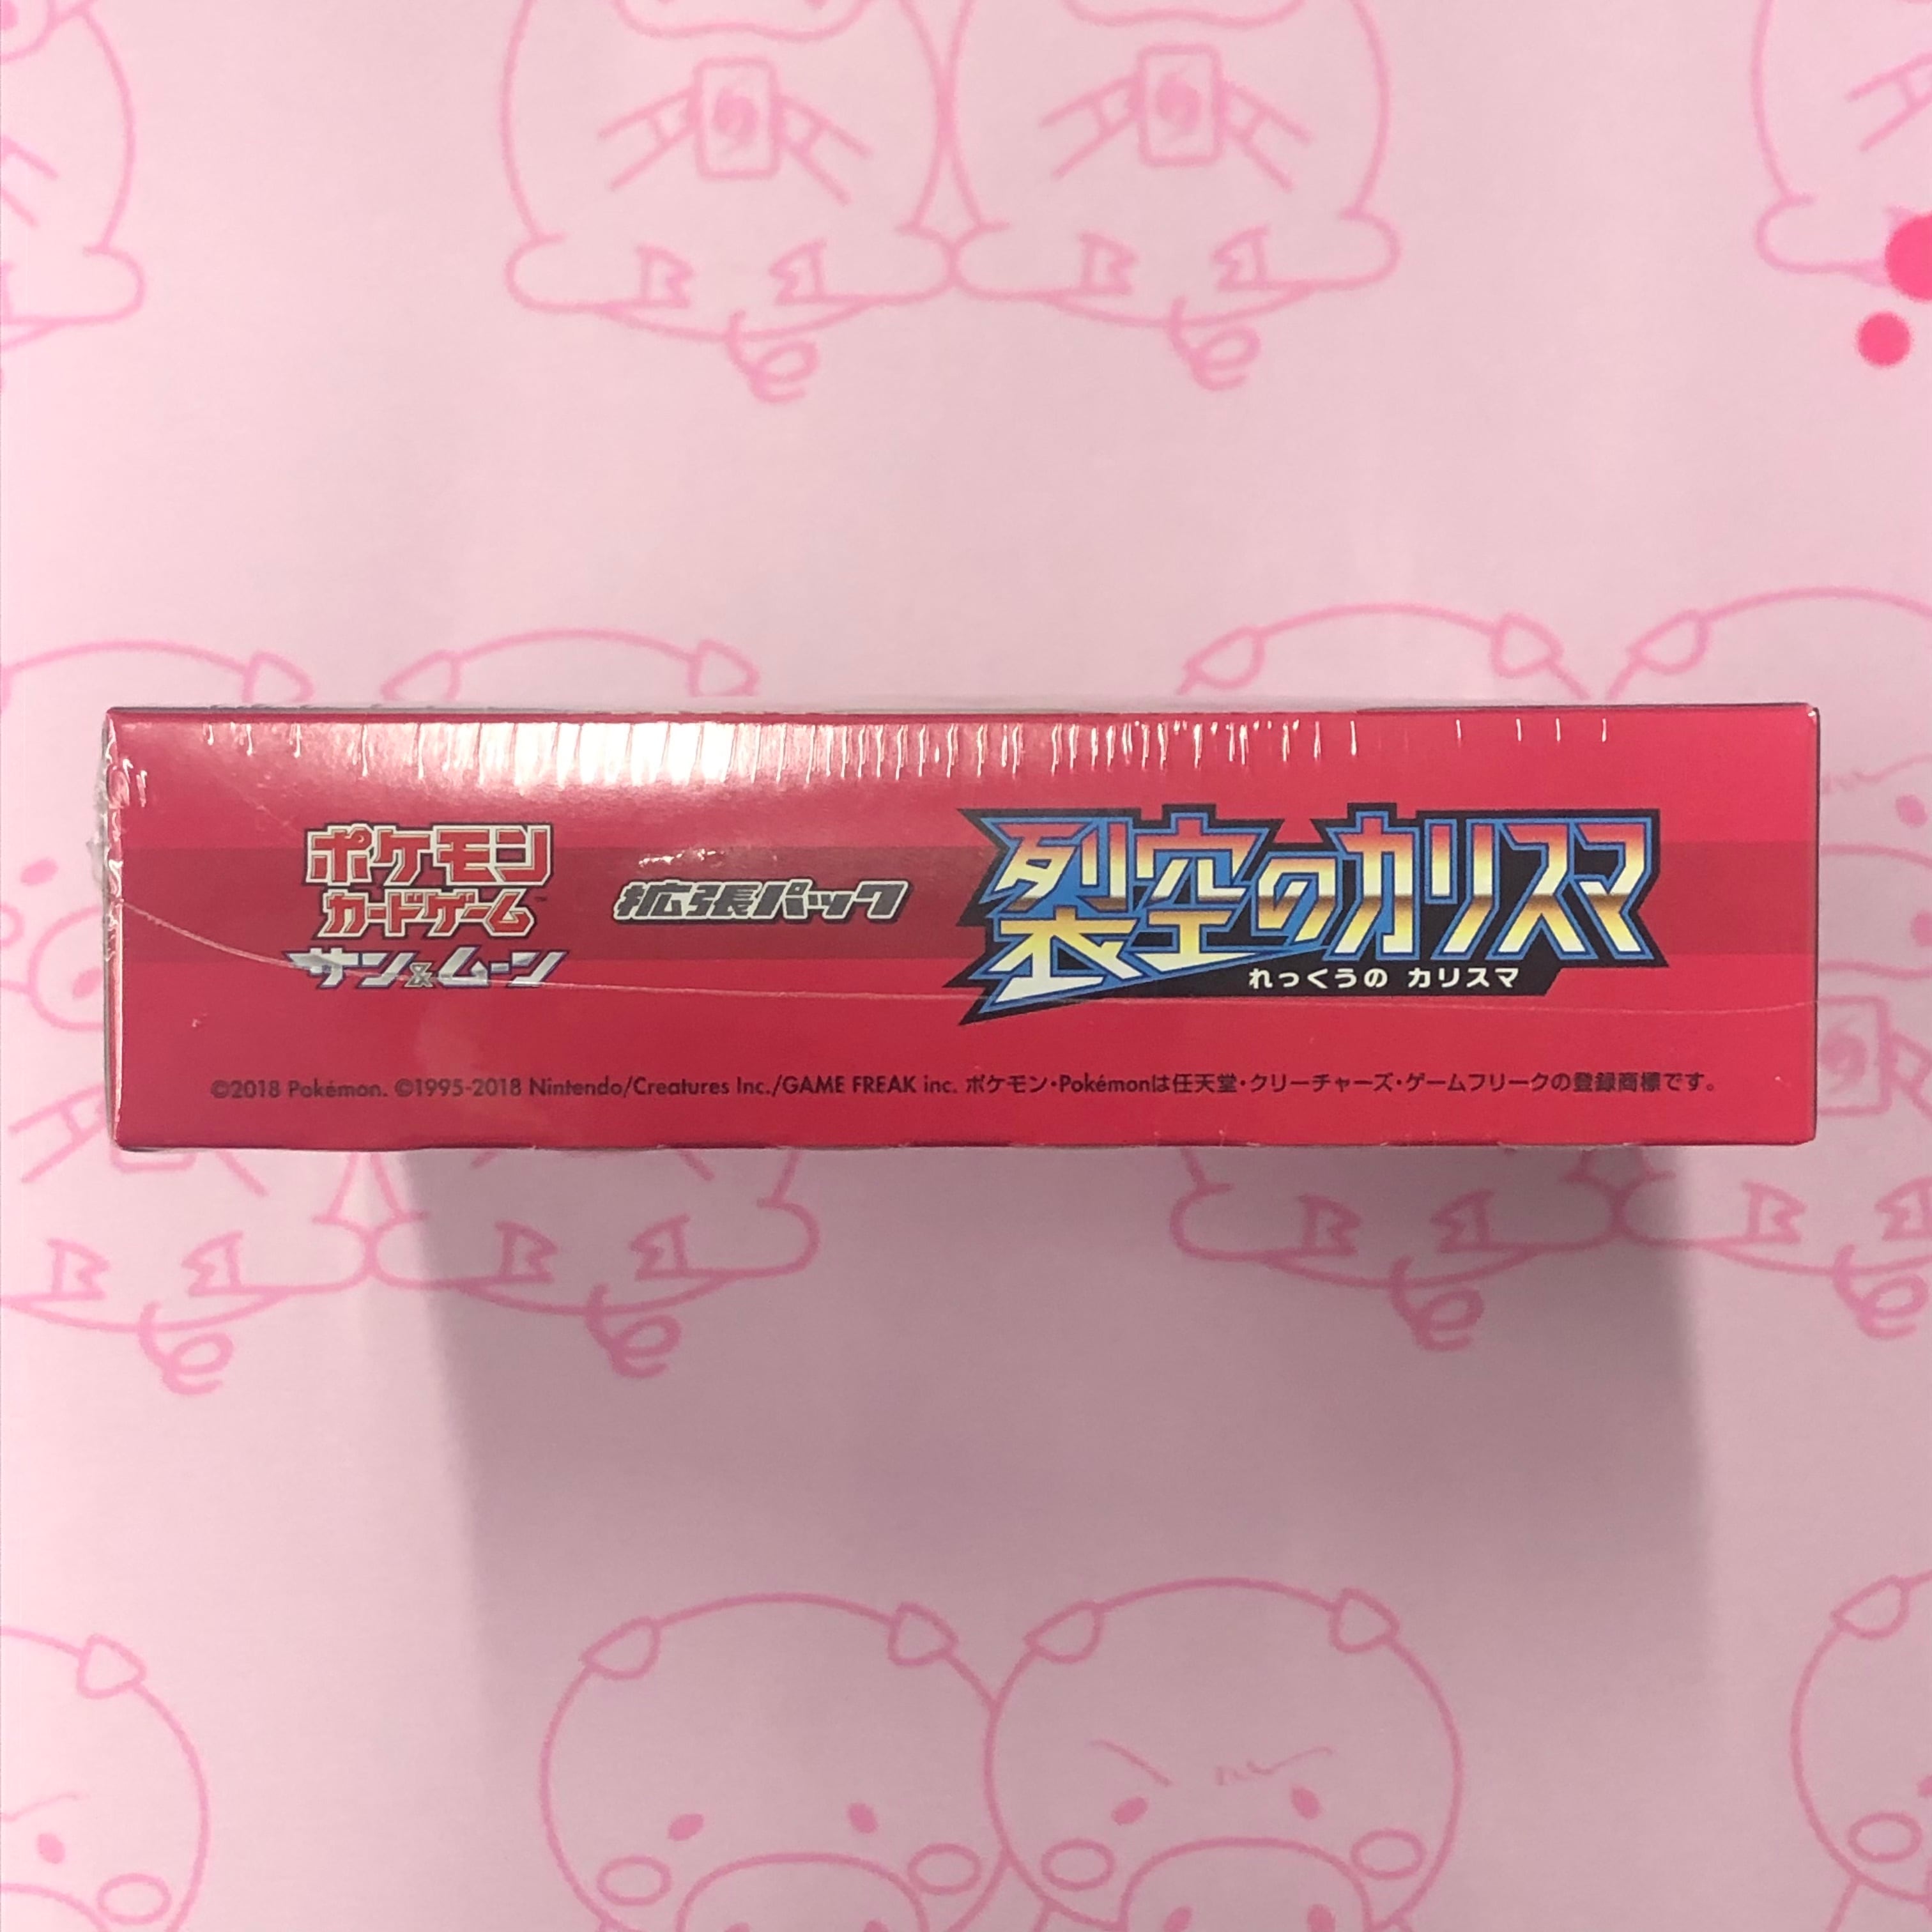 ポケモン
カードゲーム™
サン&ムーン
拡張パック
裂空のカリスマ
れっくうの カリスマ
©2018 Pokémon. ©1995-2018 Nintendo/Creatures Inc./GAME FREAK inc. ポケモン・Pokémonは任天堂・クリーチャーズ・ゲームフリークの登録商標です。